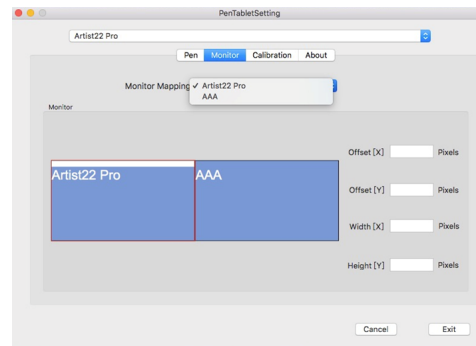 PenTabletSetting
Artist22 Pro
Pen Monitor Calibration About
Monitor Mapping ✓ Artist22 Pro
AAA
Monitor
Artist22 Pro AAA
Offset [X] Pixels
Offset [Y] Pixels
Width [X] Pixels
Height [Y] Pixels
Cancel Exit